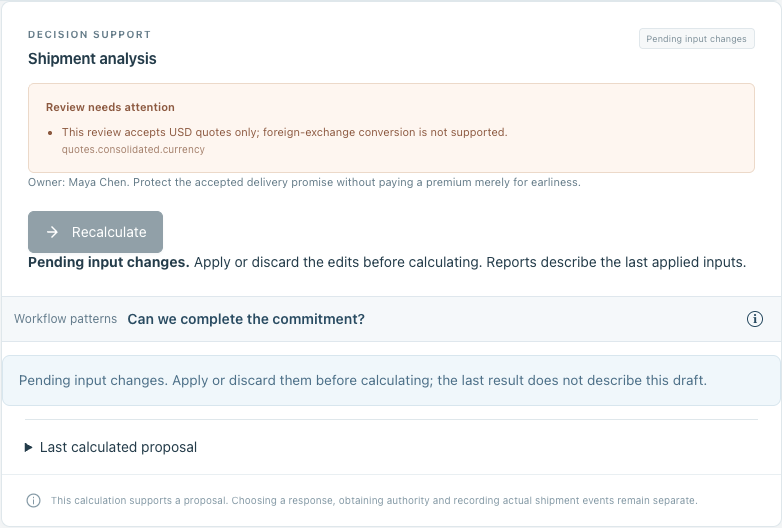 DECISION SUPPORT
Pending input changes
Shipment analysis
Review needs attention
• This review accepts USD quotes only; foreign-exchange conversion is not supported.
quotes.consolidated.currency
Owner: Maya Chen. Protect the accepted delivery promise without paying a premium merely for earliness.
→ Recalculate
Pending input changes. Apply or discard the edits before calculating. Reports describe the last applied inputs.
Workflow patterns Can we complete the commitment?
Pending input changes. Apply or discard them before calculating; the last result does not describe this draft.
Last calculated proposal
This calculation supports a proposal. Choosing a response, obtaining authority and recording actual shipment events remain separate.